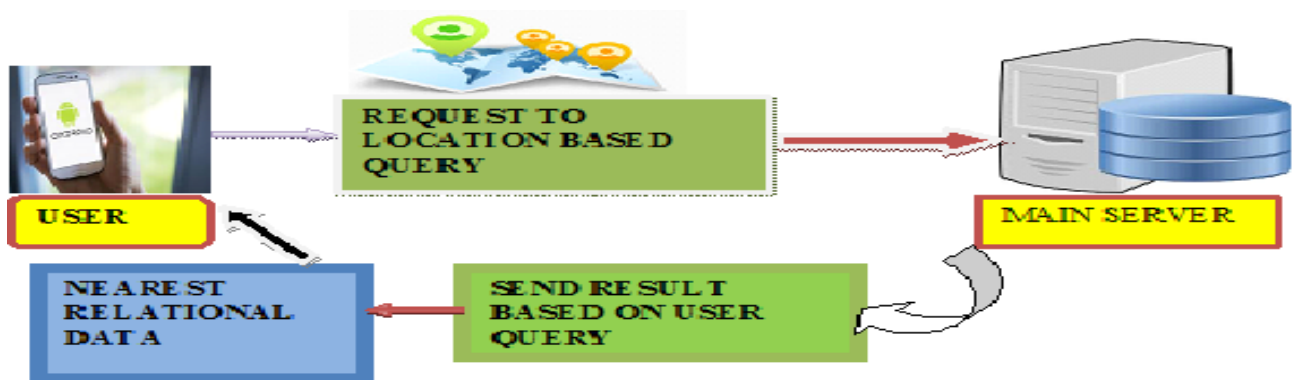 REQUEST TO
LOCATION BASED
QUERY
USER
MAIN SERVER
NEAREST
RELATIONAL
DATA
SEND RESULT
BASED ON USER
QUERY